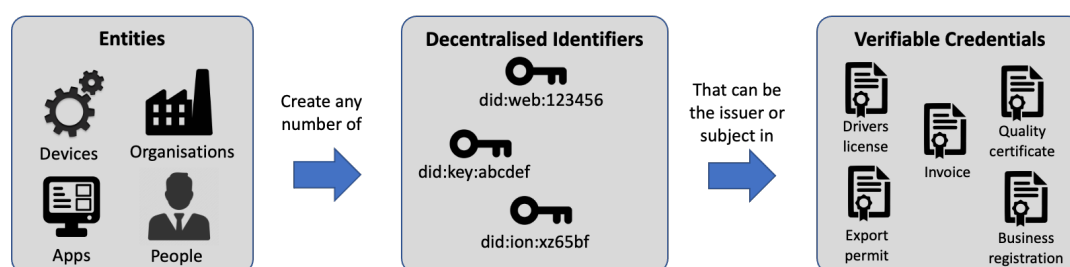 Entities
Devices
Organisations
Apps
People
Create any
number of
Decentralised Identifiers
did:web:123456
did:key:abcdef
did:ion:xz65bf
That can be
the issuer or
subject in
Verifiable Credentials
Drivers
license
Invoice
Quality
certificate
Export
permit
Business
registration